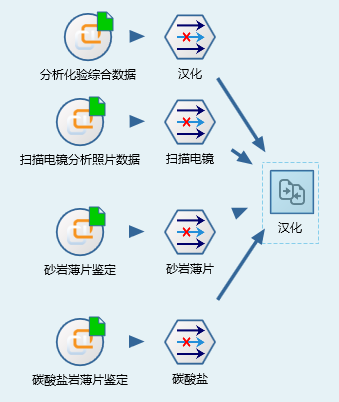 分析化验综合数据
汉化
扫描电镜分析照片数据
扫描电镜
汉化
砂岩薄片鉴定
砂岩薄片
碳酸盐岩薄片鉴定
碳酸盐